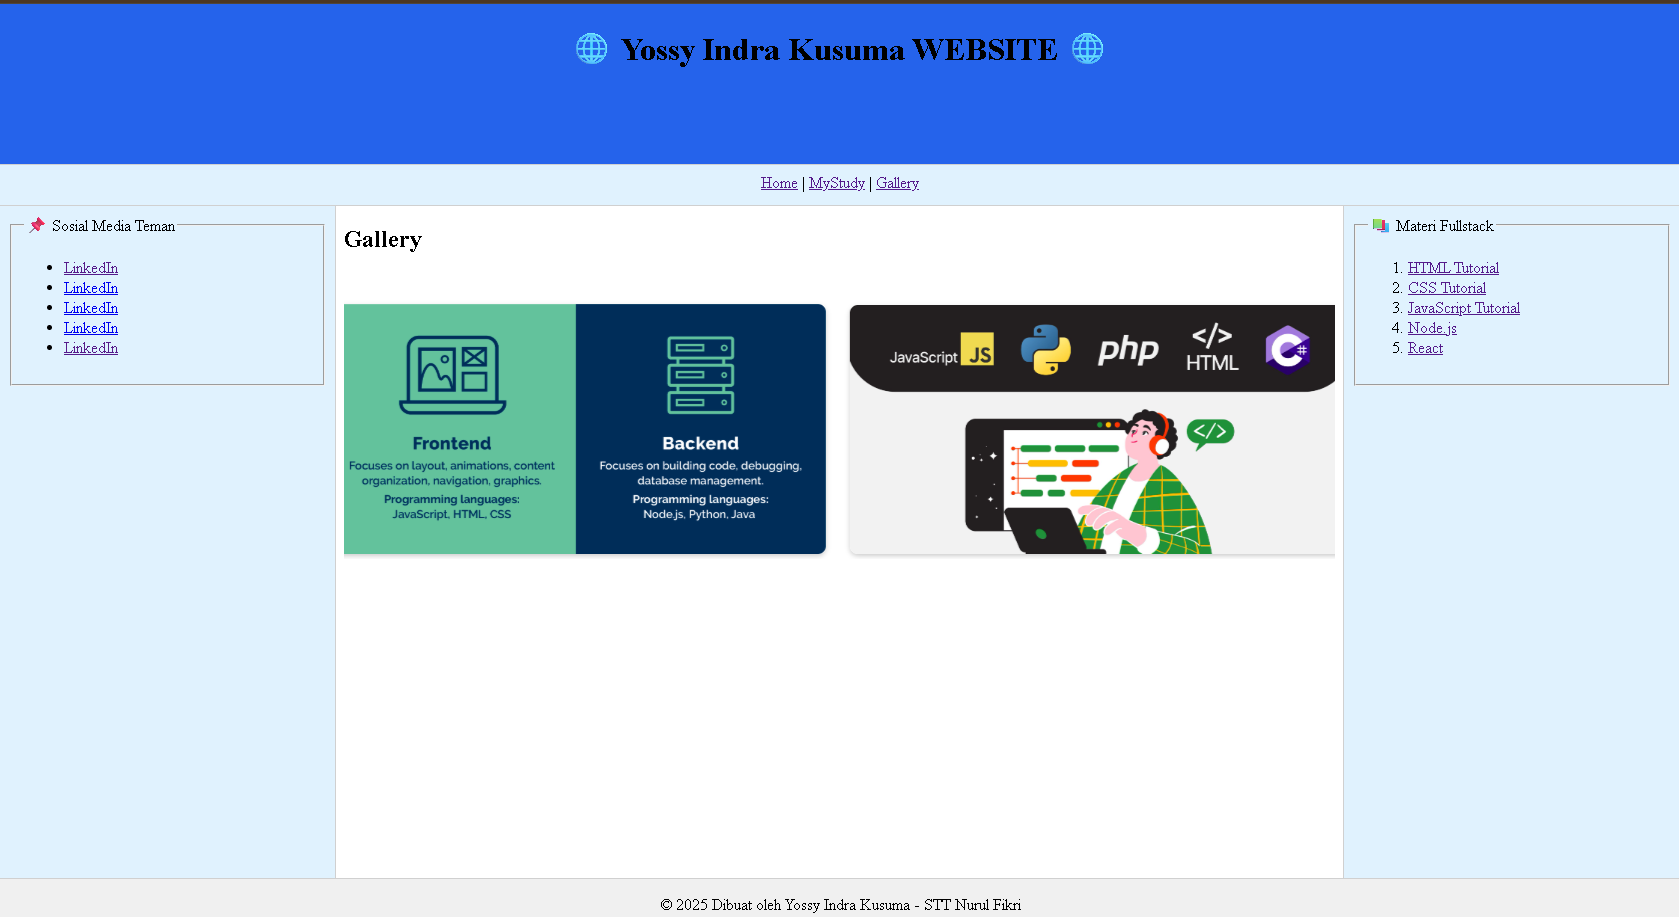 🌐 Yossy Indra Kusuma WEBSITE 🌐
Home | MyStudy | Gallery
📌 Sosial Media Teman
LinkedIn
LinkedIn
LinkedIn
LinkedIn
LinkedIn
Gallery
Frontend
Focuses on layout, animations, content
organization, navigation, graphics.
Programming languages:
JavaScript, HTML, CSS
Backend
Focuses on building code, debugging,
database management.
Programming languages:
Node.js, Python, Java
JavaScript JS
php
</>
HTML
C#
</>
📚 Materi Fullstack
1. HTML Tutorial
2. CSS Tutorial
3. JavaScript Tutorial
4. Node.js
5. React
© 2025 Dibuat oleh Yossy Indra Kusuma - STT Nurul Fikri